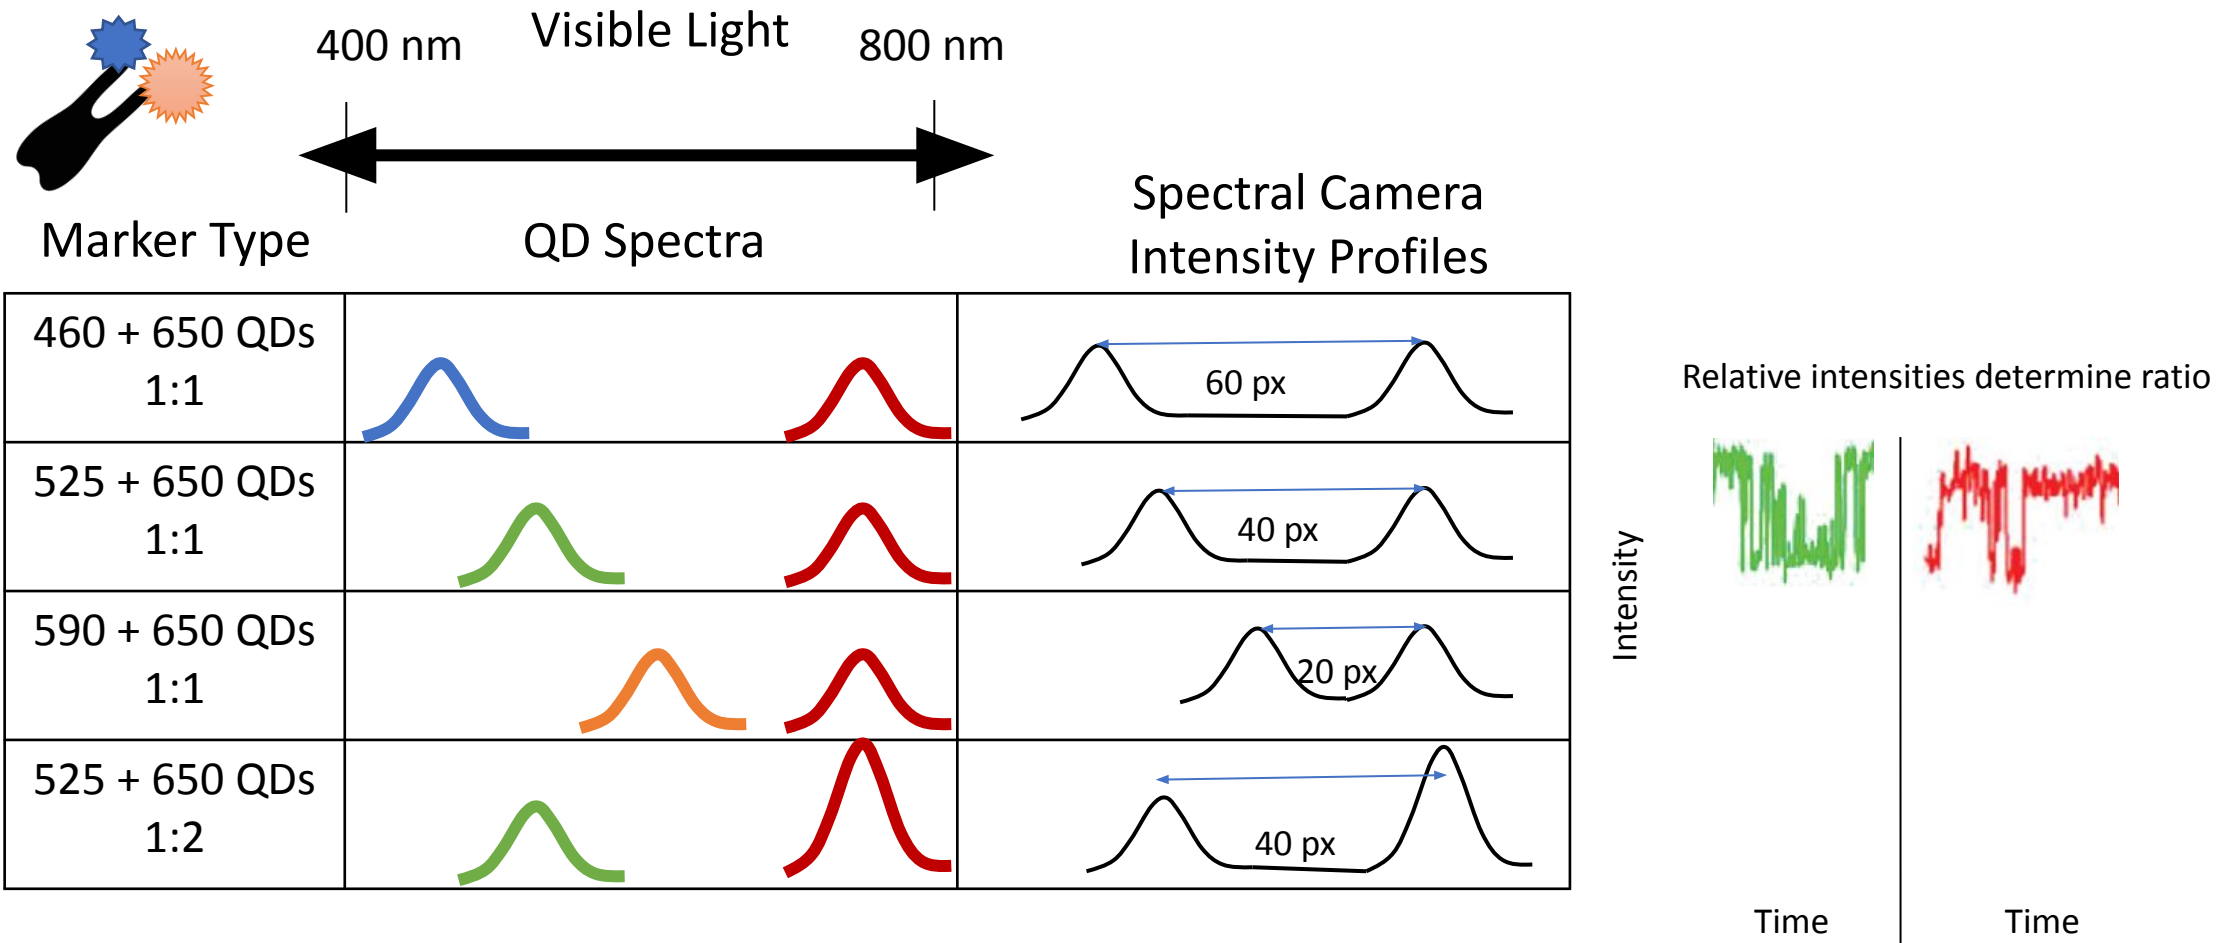 400 nm
Visible Light
800 nm
Marker Type
QD Spectra
Spectral Camera
Intensity Profiles
460 + 650 QDs
1:1
60 px
525 + 650 QDs
1:1
40 px
590 + 650 QDs
1:1
20 px
525 + 650 QDs
1:2
40 px
Relative intensities determine ratio
Intensity
Time
Time